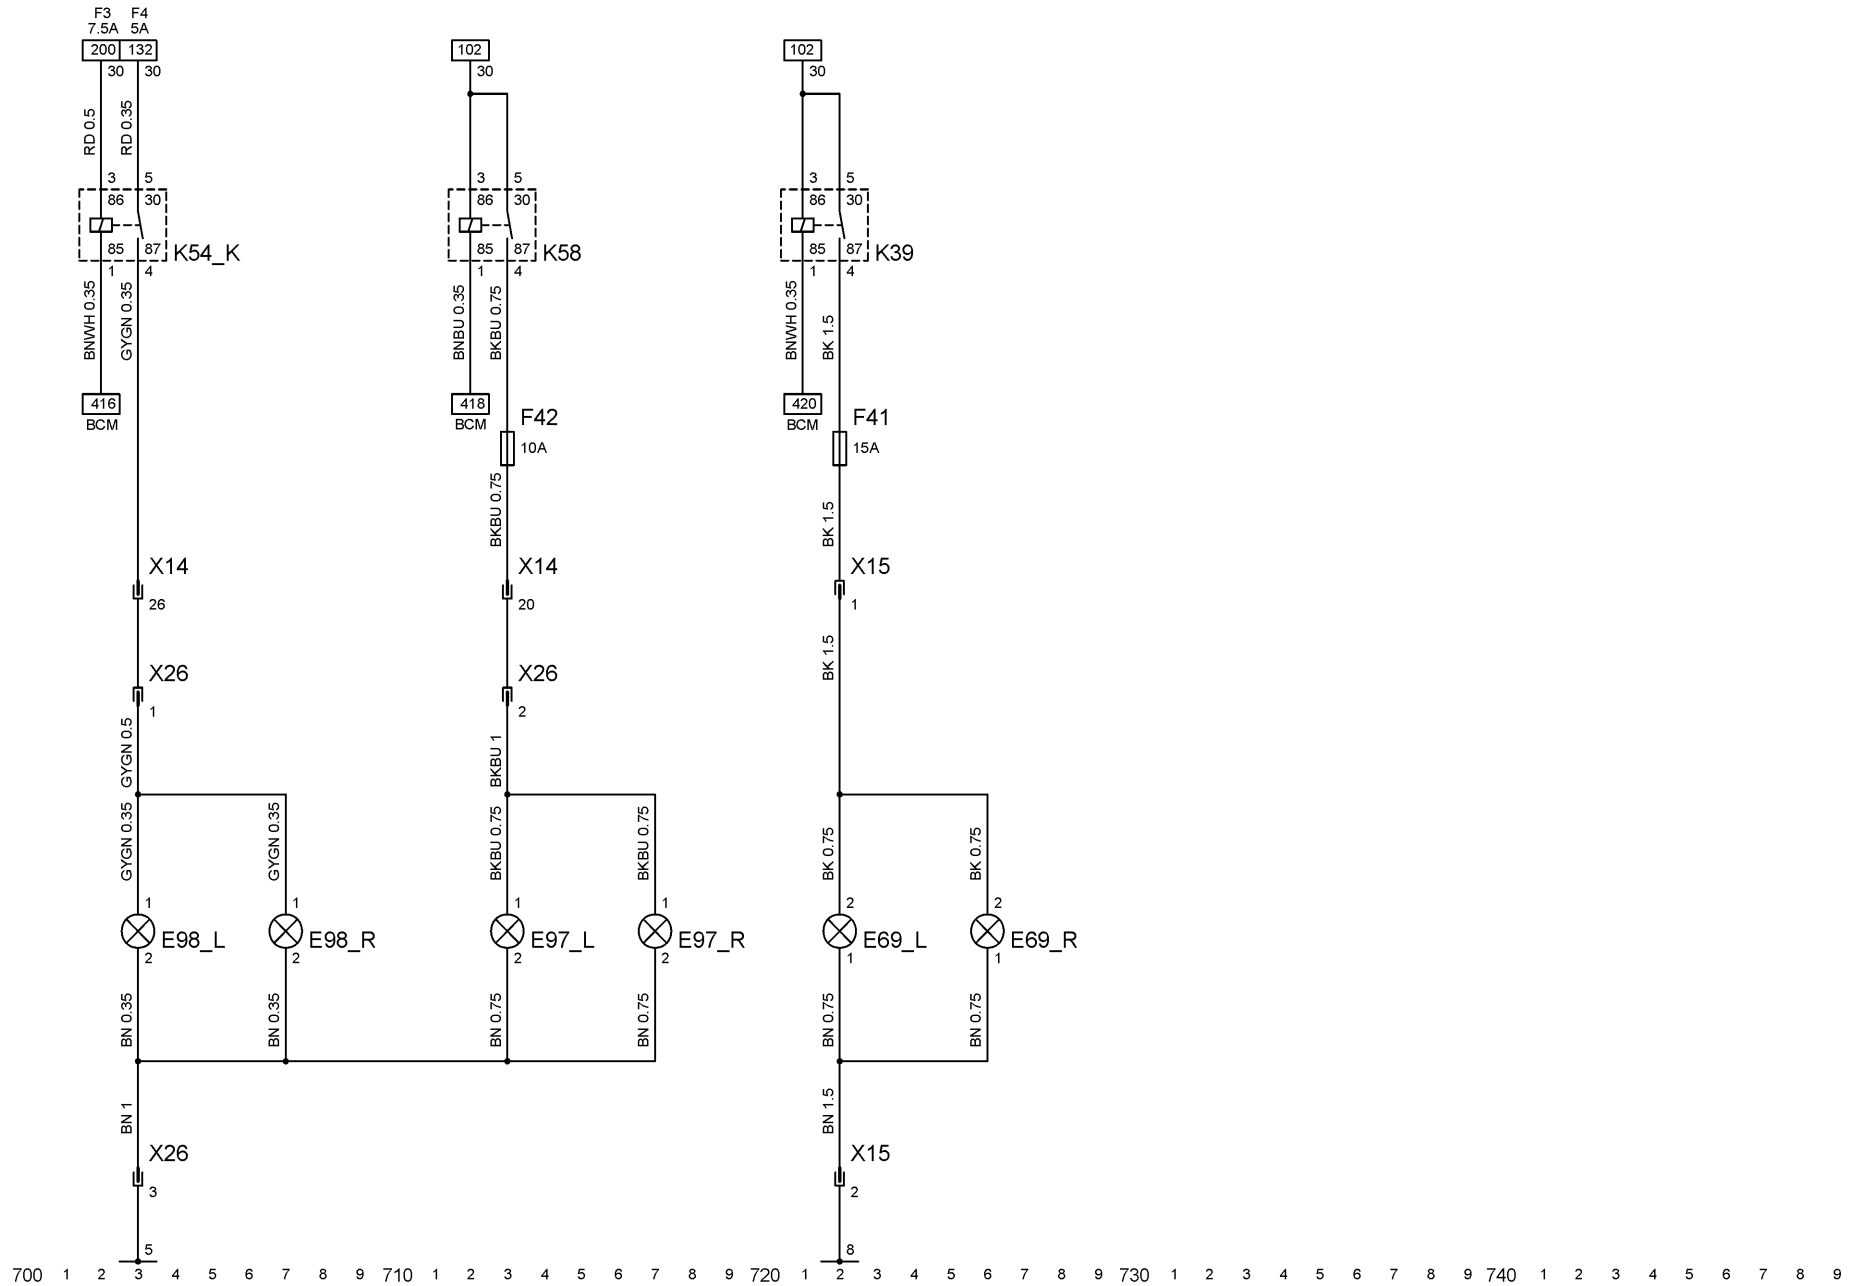 F3 F4
7.5A 5A
200 132 102 102
30 30 30 30
RD 0.5 RD 0.35
3 5 3 5 3 5
86 30 86 30 86 30
85 87 K54_K 85 87 K58 85 87 K39
1 4 1 4 1 4
BNWH 0.35 GYGN 0.35 BNBU 0.35 BKBU 0.75 BNWH 0.35 BK 1.5
416 418 420
BCM BCM F42 BCM F41
10A 15A
BKBU 0.75 BK 1.5
X14 X14 X15
26 20 1
BK 1.5
X26 X26
1 2
GYGN 0.5 BKBU 1
GYGN 0.35 GYGN 0.35 BKBU 0.75 BKBU 0.75 BK 0.75 BK 0.75
1 1 1 1 2 2
E98_L E98_R E97_L E97_R E69_L E69_R
2 2 2 2 1 1
BN 0.35 BN 0.35 BN 0.75 BN 0.75 BN 0.75 BN 0.75
BN 1 BN 1.5
X26 X15
3 2
5 8
700 1 2 3 4 5 6 7 8 9 710 1 2 3 4 5 6 7 8 9 720 1 2 3 4 5 6 7 8 9 730 1 2 3 4 5 6 7 8 9 740 1 2 3 4 5 6 7 8 9